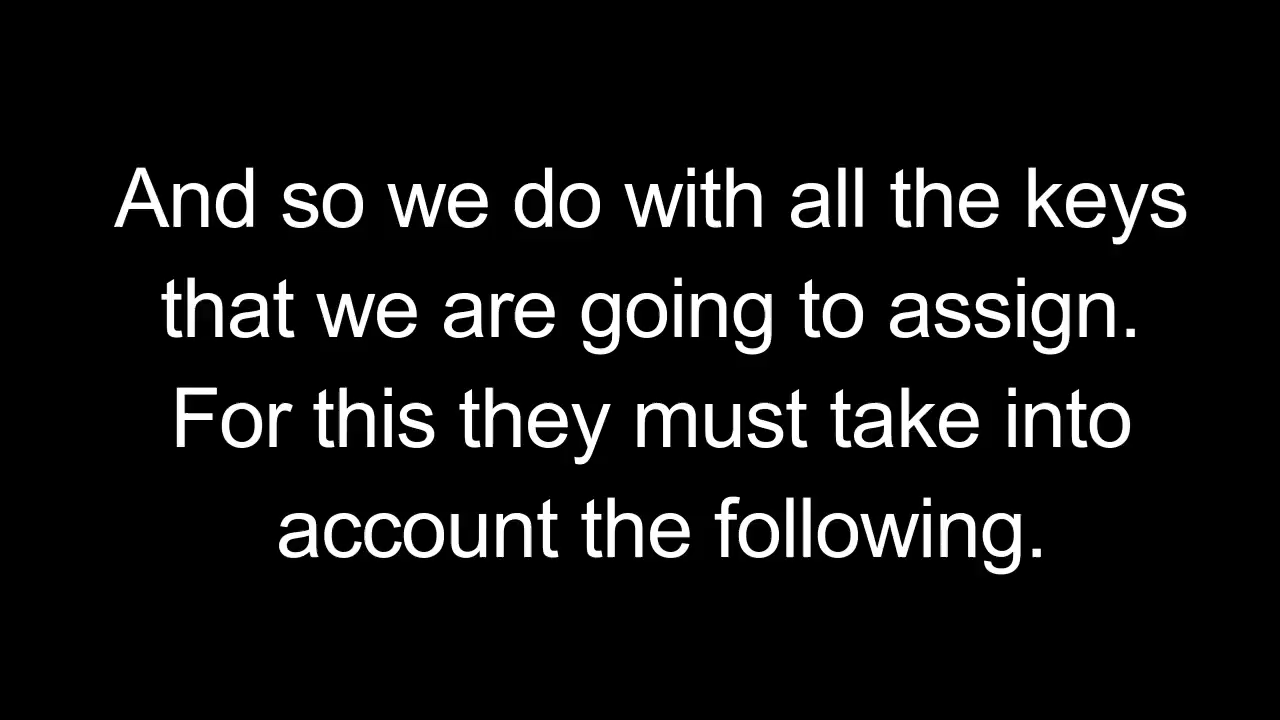 And so we do with all the keys
that we are going to assign.
For this they must take into
account the following.